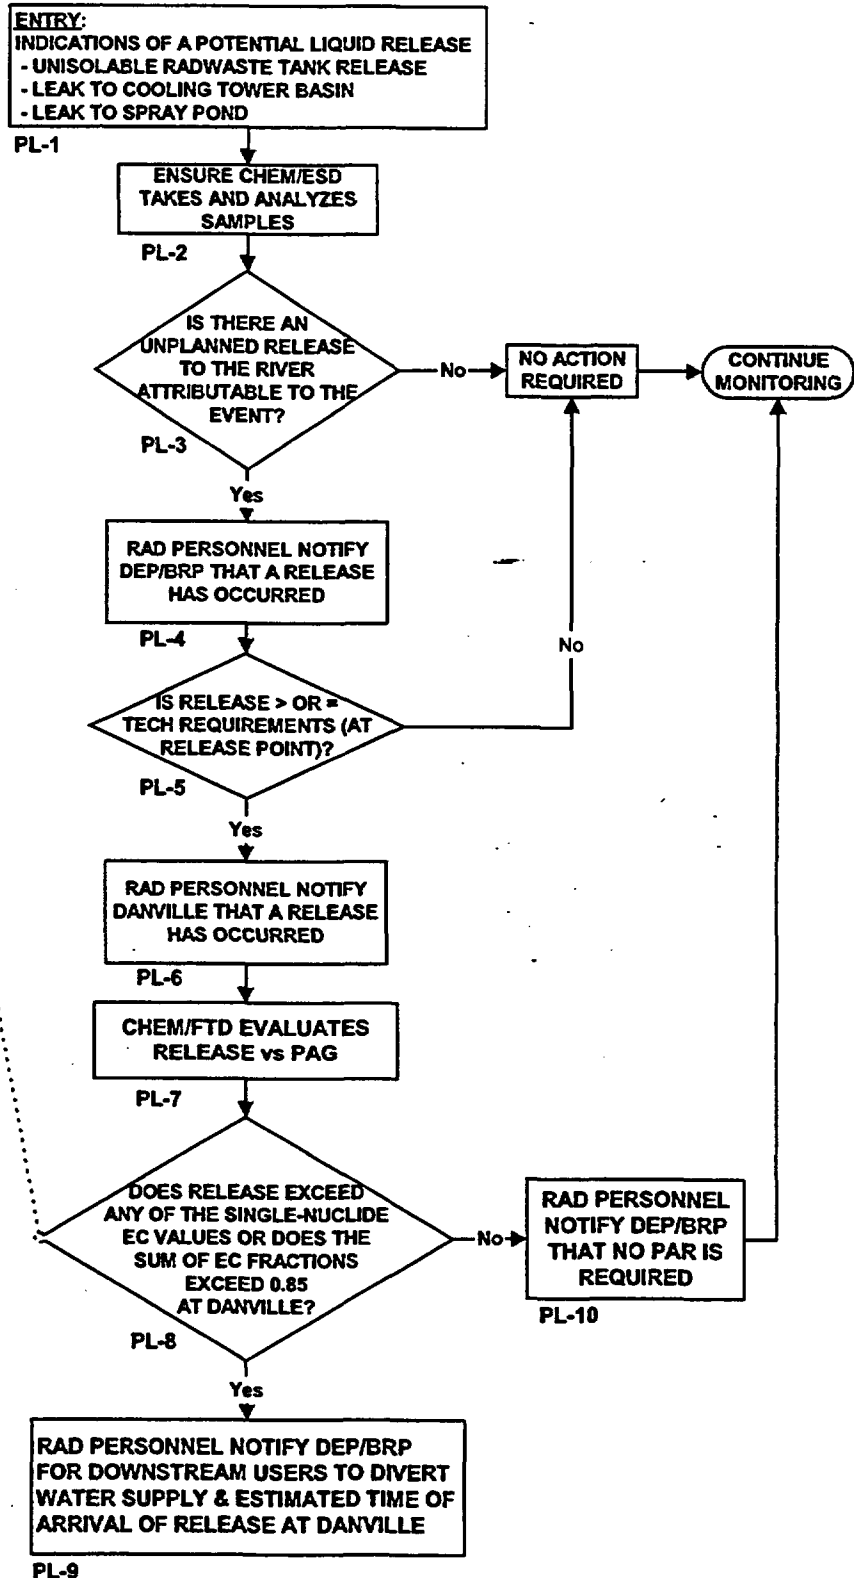 ENTRY:
INDICATIONS OF A POTENTIAL LIQUID RELEASE
- UNISOLABLE RADWASTE TANK RELEASE
- LEAK TO COOLING TOWER BASIN
- LEAK TO SPRAY POND
PL-1
ENSURE CHEM/ESD
TAKES AND ANALYZES
SAMPLES
PL-2
IS THERE AN
UNPLANNED RELEASE
TO THE RIVER
ATTRIBUTABLE TO THE
EVENT?
PL-3
No
NO ACTION
REQUIRED
CONTINUE
MONITORING
Yes
RAD PERSONNEL NOTIFY
DEP/BRP THAT A RELEASE
HAS OCCURRED
PL-4
No
IS RELEASE > OR =
TECH REQUIREMENTS (AT
RELEASE POINT)?
PL-5
Yes
RAD PERSONNEL NOTIFY
DANVILLE THAT A RELEASE
HAS OCCURRED
PL-6
CHEM/FTD EVALUATES
RELEASE vs PAG
PL-7
DOES RELEASE EXCEED
ANY OF THE SINGLE-NUCLIDE
EC VALUES OR DOES THE
SUM OF EC FRACTIONS
EXCEED 0.85
AT DANVILLE?
PL-8
No
RAD PERSONNEL
NOTIFY DEP/BRP
THAT NO PAR IS
REQUIRED
PL-10
Yes
RAD PERSONNEL NOTIFY DEP/BRP
FOR DOWNSTREAM USERS TO DIVERT
WATER SUPPLY & ESTIMATED TIME OF
ARRIVAL OF RELEASE AT DANVILLE
PL-9